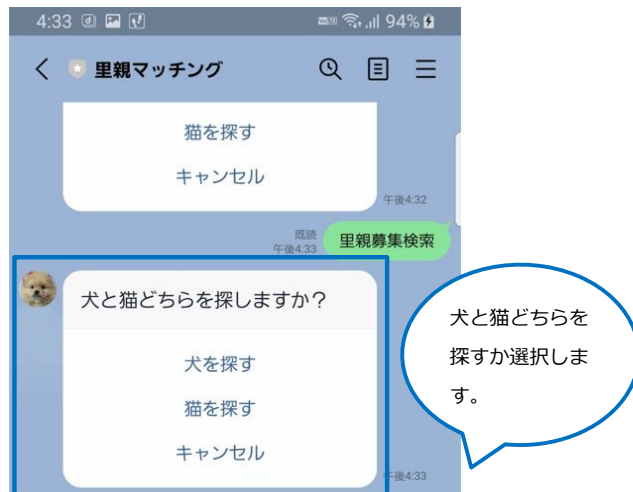 4:33 94%
里親マッチング
猫を探す
キャンセル
午後4:32
既読
午後4:33
里親募集検索
犬と猫どちらを探しますか？
犬を探す
猫を探す
キャンセル
午後4:33
犬と猫どちらを
探すか選択しま
す。